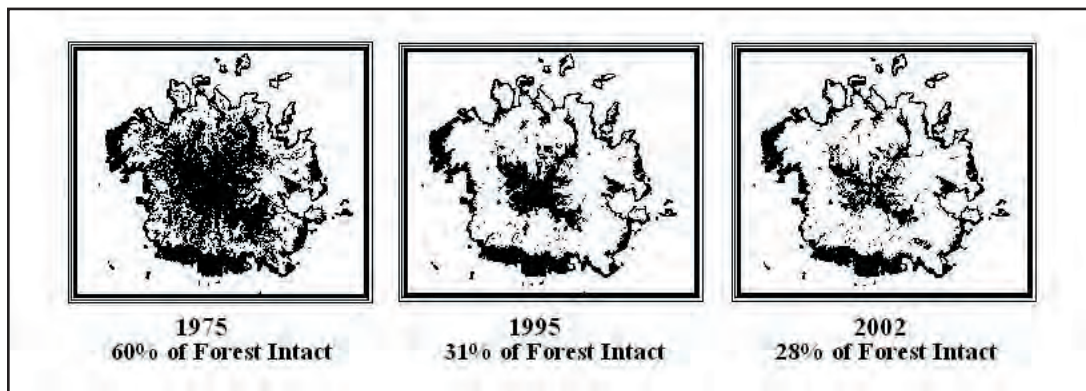 1975
60% of Forest Intact
1995
31% of Forest Intact
2002
28% of Forest Intact